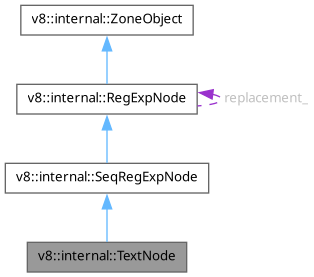 v8::internal::ZoneObject
v8::internal::RegExpNode
replacement_
v8::internal::SeqRegExpNode
v8::internal::TextNode